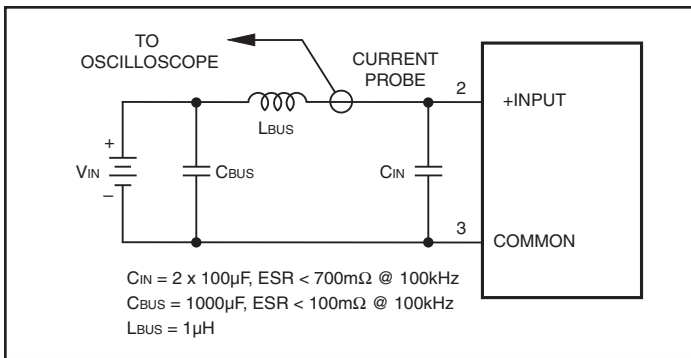 TO
OSCILLOSCOPE
CURRENT
PROBE
2
+INPUT
LBUS
+
VIN
–
CBUS
CIN
3
COMMON
CIN = 2 x 100µF, ESR < 700mΩ @ 100kHz
CBUS = 1000µF, ESR < 100mΩ @ 100kHz
LBUS = 1µH